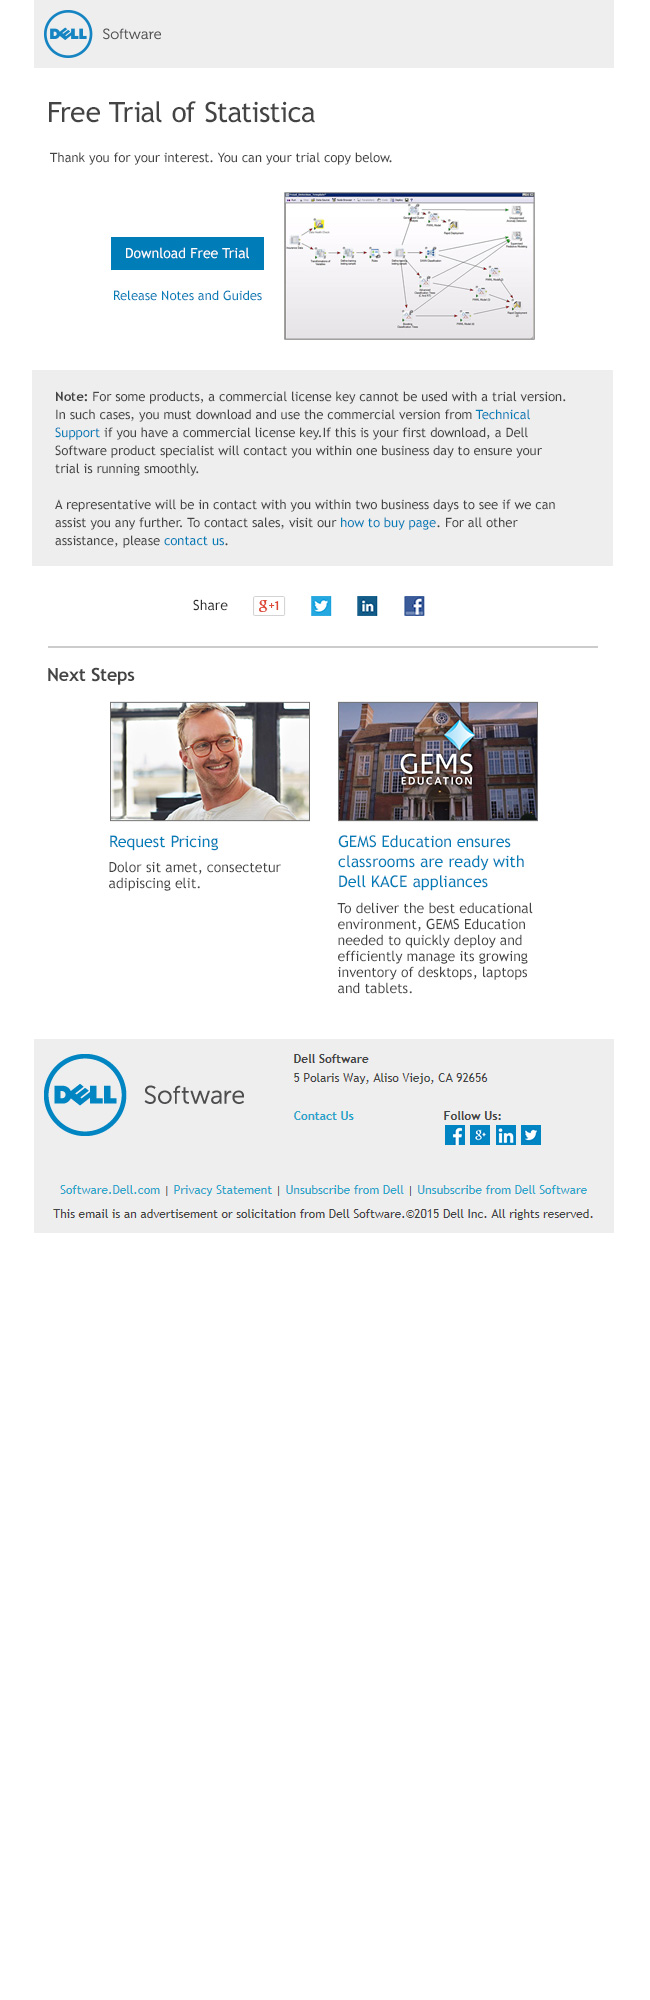 DELL Software
Free Trial of Statistica
Thank you for your interest. You can your trial copy below.
Download Free Trial
Release Notes and Guides
Note: For some products, a commercial license key cannot be used with a trial version.
In such cases, you must download and use the commercial version from Technical
Support if you have a commercial license key.If this is your first download, a Dell
Software product specialist will contact you within one business day to ensure your
trial is running smoothly.
A representative will be in contact with you within two business days to see if we can
assist you any further. To contact sales, visit our how to buy page. For all other
assistance, please contact us.
Share
g+1
in
f
Next Steps
GEMS
EDUCATION
Request Pricing
Dolor sit amet, consectetur
adipiscing elit.
GEMS Education ensures
classrooms are ready with
Dell KACE appliances
To deliver the best educational
environment, GEMS Education
needed to quickly deploy and
efficiently manage its growing
inventory of desktops, laptops
and tablets.
DELL Software
Dell Software
5 Polaris Way, Aliso Viejo, CA 92656
Contact Us
Follow Us:
f g+ in
Software.Dell.com | Privacy Statement | Unsubscribe from Dell | Unsubscribe from Dell Software
This email is an advertisement or solicitation from Dell Software.©2015 Dell Inc. All rights reserved.